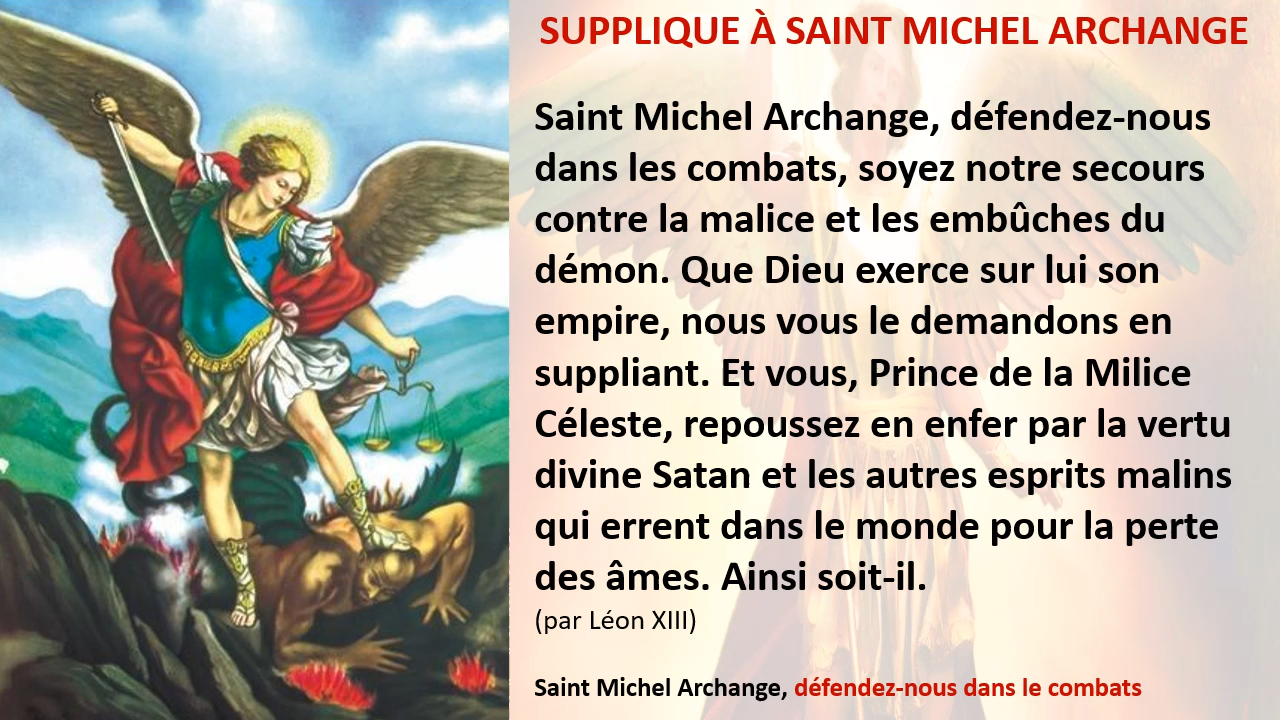 SUPPLIQUE À SAINT MICHEL ARCHANGE
Saint Michel Archange, défendez-nous
dans les combats, soyez notre secours
contre la malice et les embûches du
démon. Que Dieu exerce sur lui son
empire, nous vous le demandons en
suppliant. Et vous, Prince de la Milice
Céleste, repoussez en enfer par la vertu
divine Satan et les autres esprits malins
qui errent dans le monde pour la perte
des âmes. Ainsi soit-il.
(par Léon XIII)
Saint Michel Archange, défendez-nous dans le combats